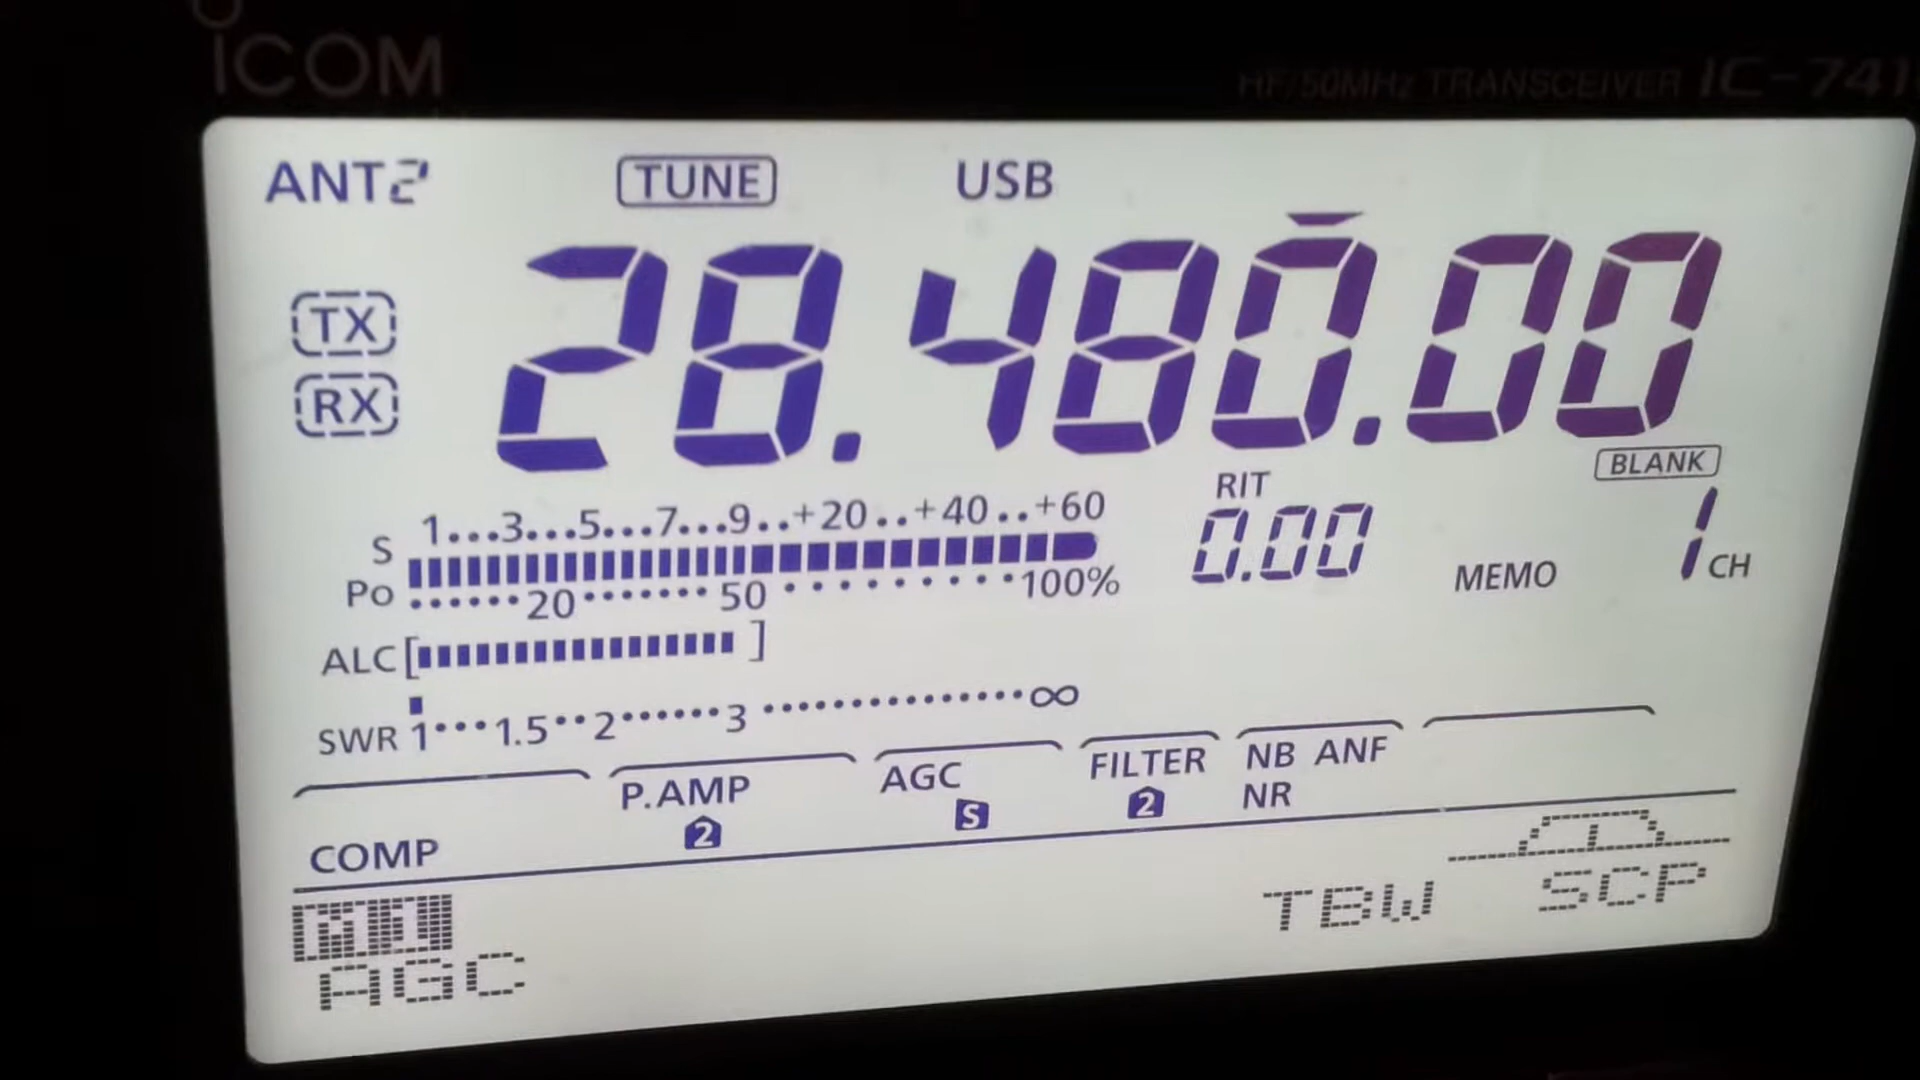 ICOM
HF/50MHz TRANSCEIVER IC-741
ANT2 TUNE USB
TX
RX
28.480.00
BLANK
S 1...3...5...7...9..+20..+40..+60
Po ......20.......50.........100%
RIT
0.00
MEMO 1 CH
ALC [ ]
SWR 1...1.5..2......3..............∞
COMP
P.AMP 2
AGC S
FILTER 2
NB ANF
NR
M1
AGC
TBW SCP